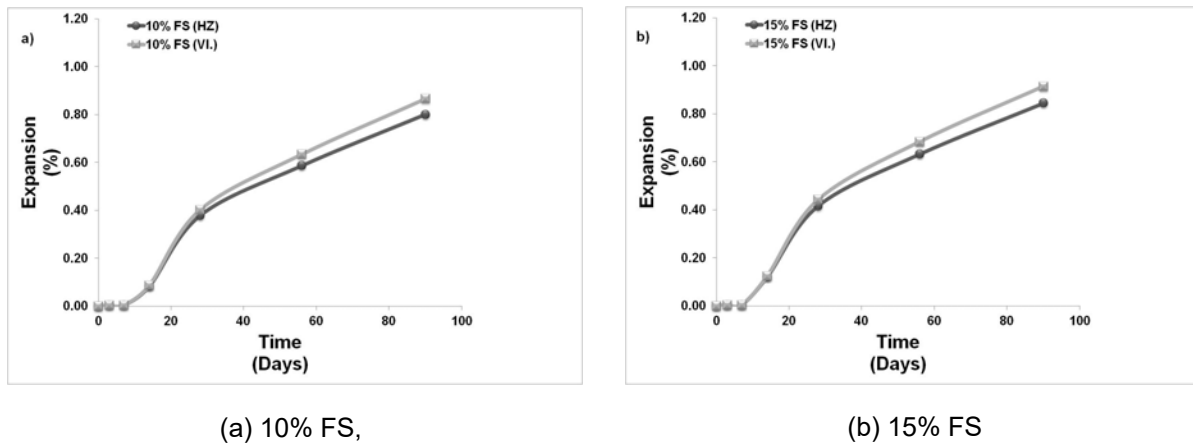 a)
10% FS (HZ)
10% FS (VI.)
1.20
1.00
0.80
0.60
0.40
0.20
0.00
Expansion
(%)
0 20 40 60 80 100
Time
(Days)
b)
15% FS (HZ)
15% FS (VI.)
1.20
1.00
0.80
0.60
0.40
0.20
0.00
Expansion
(%)
0 20 40 60 80 100
Time
(Days)
(a) 10% FS,
(b) 15% FS